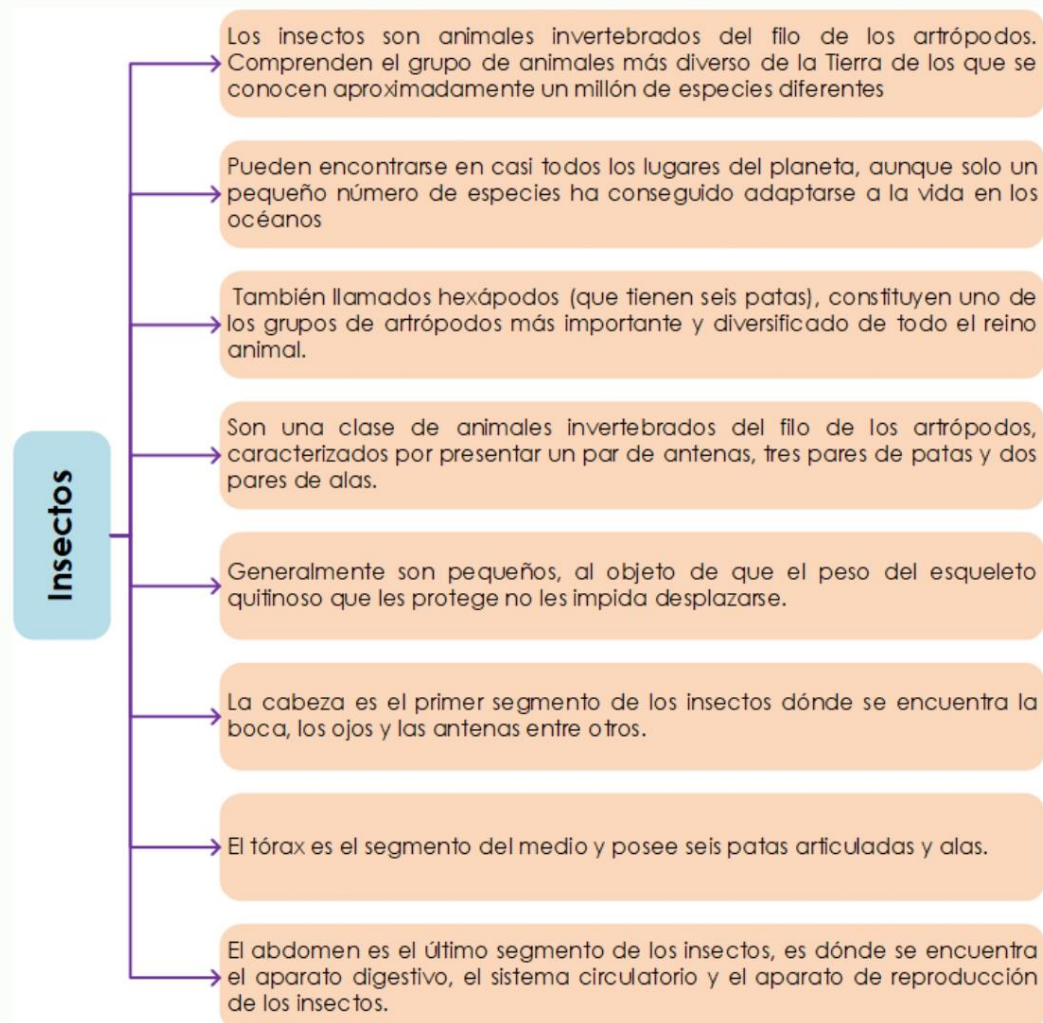 Los insectos son animales invertebrados del filo de los artrópodos.
Comprenden el grupo de animales más diverso de la Tierra de los que se
conocen aproximadamente un millón de especies diferentes
Pueden encontrarse en casi todos los lugares del planeta, aunque solo un
pequeño número de especies ha conseguido adaptarse a la vida en los
océanos
También llamados hexápodos (que tienen seis patas), constituyen uno de
los grupos de artrópodos más importante y diversificado de todo el reino
animal.
Insectos
Son una clase de animales invertebrados del filo de los artrópodos,
caracterizados por presentar un par de antenas, tres pares de patas y dos
pares de alas.
Generalmente son pequeños, al objeto de que el peso del esqueleto
quitinoso que les protege no les impida desplazarse.
La cabeza es el primer segmento de los insectos dónde se encuentra la
boca, los ojos y las antenas entre otros.
El tórax es el segmento del medio y posee seis patas articuladas y alas.
El abdomen es el último segmento de los insectos, es dónde se encuentra
el aparato digestivo, el sistema circulatorio y el aparato de reproducción
de los insectos.